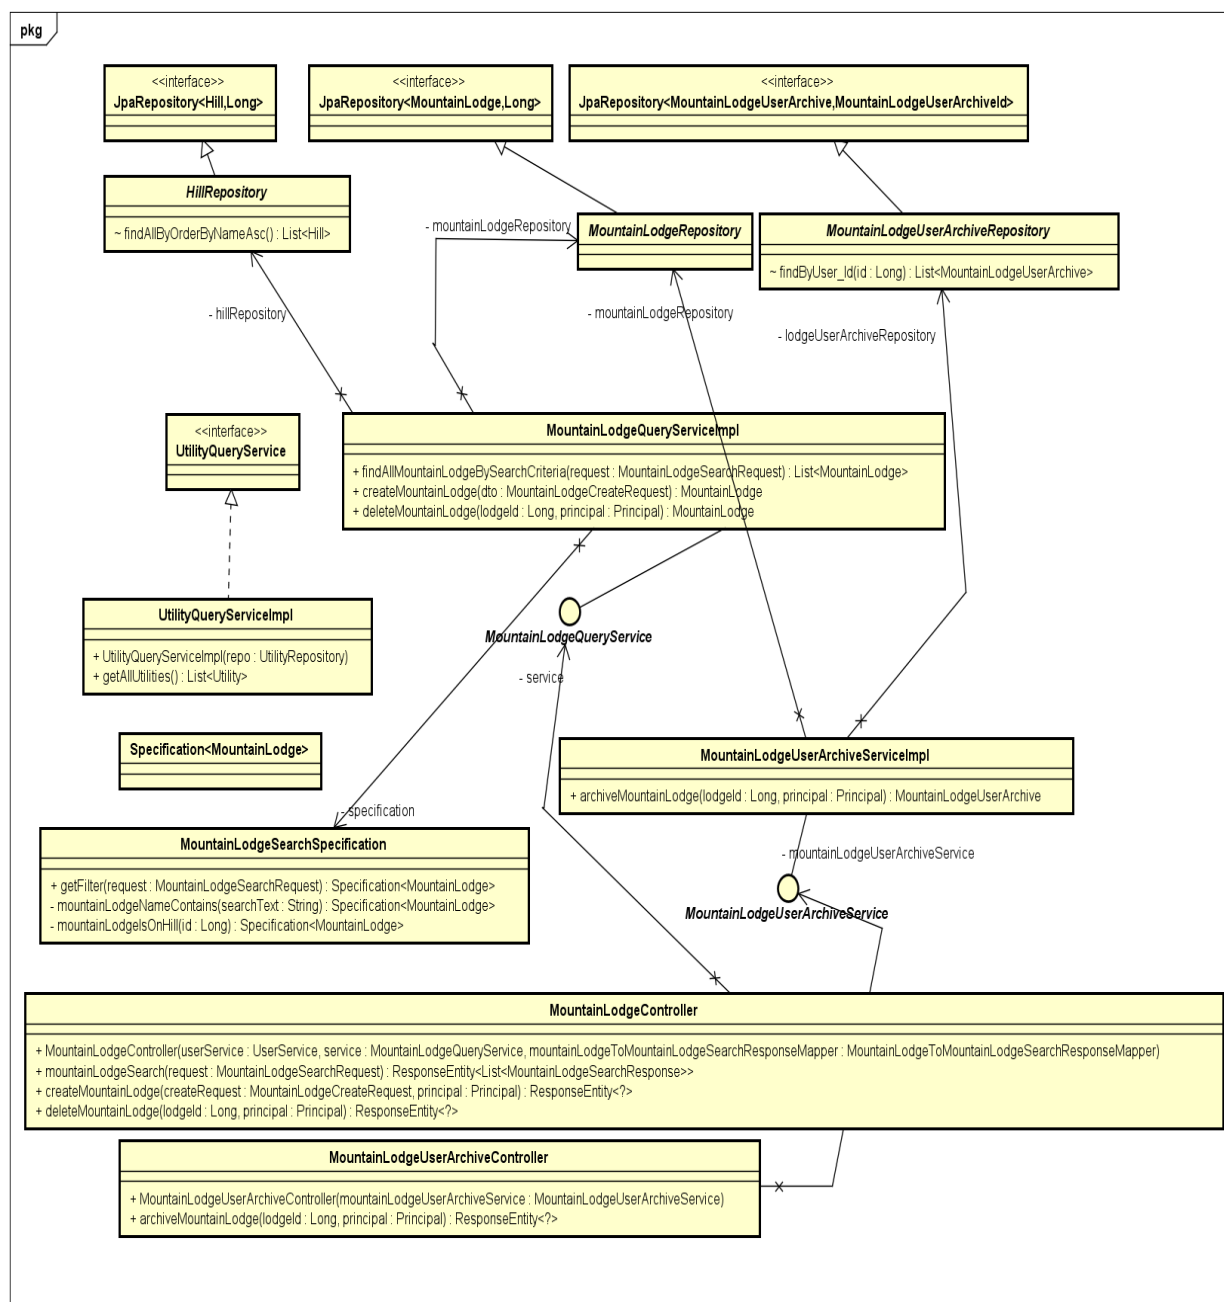 pkg
<<interface>>
JpaRepository<Hill,Long>
<<interface>>
JpaRepository<MountainLodge,Long>
<<interface>>
JpaRepository<MountainLodgeUserArchive,MountainLodgeUserArchiveId>
HillRepository
~ findAllByOrderByNameAsc() : List<Hill>
- mountainLodgeRepository
MountainLodgeRepository
MountainLodgeUserArchiveRepository
~ findByUser_Id(id : Long) : List<MountainLodgeUserArchive>
- hillRepository
- mountainLodgeRepository
- lodgeUserArchiveRepository
<<interface>>
UtilityQueryService
MountainLodgeQueryServiceImpl
+ findAllMountainLodgeBySearchCriteria(request : MountainLodgeSearchRequest) : List<MountainLodge>
+ createMountainLodge(dto : MountainLodgeCreateRequest) : MountainLodge
+ deleteMountainLodge(lodgeId : Long, principal : Principal) : MountainLodge
UtilityQueryServiceImpl
+ UtilityQueryServiceImpl(repo : UtilityRepository)
+ getAllUtilities() : List<Utility>
MountainLodgeQueryService
- service
Specification<MountainLodge>
MountainLodgeUserArchiveServiceImpl
+ archiveMountainLodge(lodgeId : Long, principal : Principal) : MountainLodgeUserArchive
- specification
MountainLodgeSearchSpecification
+ getFilter(request : MountainLodgeSearchRequest) : Specification<MountainLodge>
- mountainLodgeNameContains(searchText : String) : Specification<MountainLodge>
- mountainLodgeIsOnHill(id : Long) : Specification<MountainLodge>
- mountainLodgeUserArchiveService
MountainLodgeUserArchiveService
MountainLodgeController
+ MountainLodgeController(userService : UserService, service : MountainLodgeQueryService, mountainLodgeToMountainLodgeSearchResponseMapper : MountainLodgeToMountainLodgeSearchResponseMapper)
+ mountainLodgeSearch(request : MountainLodgeSearchRequest) : ResponseEntity<List<MountainLodgeSearchResponse>>
+ createMountainLodge(createRequest : MountainLodgeCreateRequest, principal : Principal) : ResponseEntity<?>
+ deleteMountainLodge(lodgeId : Long, principal : Principal) : ResponseEntity<?>
MountainLodgeUserArchiveController
+ MountainLodgeUserArchiveController(mountainLodgeUserArchiveService : MountainLodgeUserArchiveService)
+ archiveMountainLodge(lodgeId : Long, principal : Principal) : ResponseEntity<?>